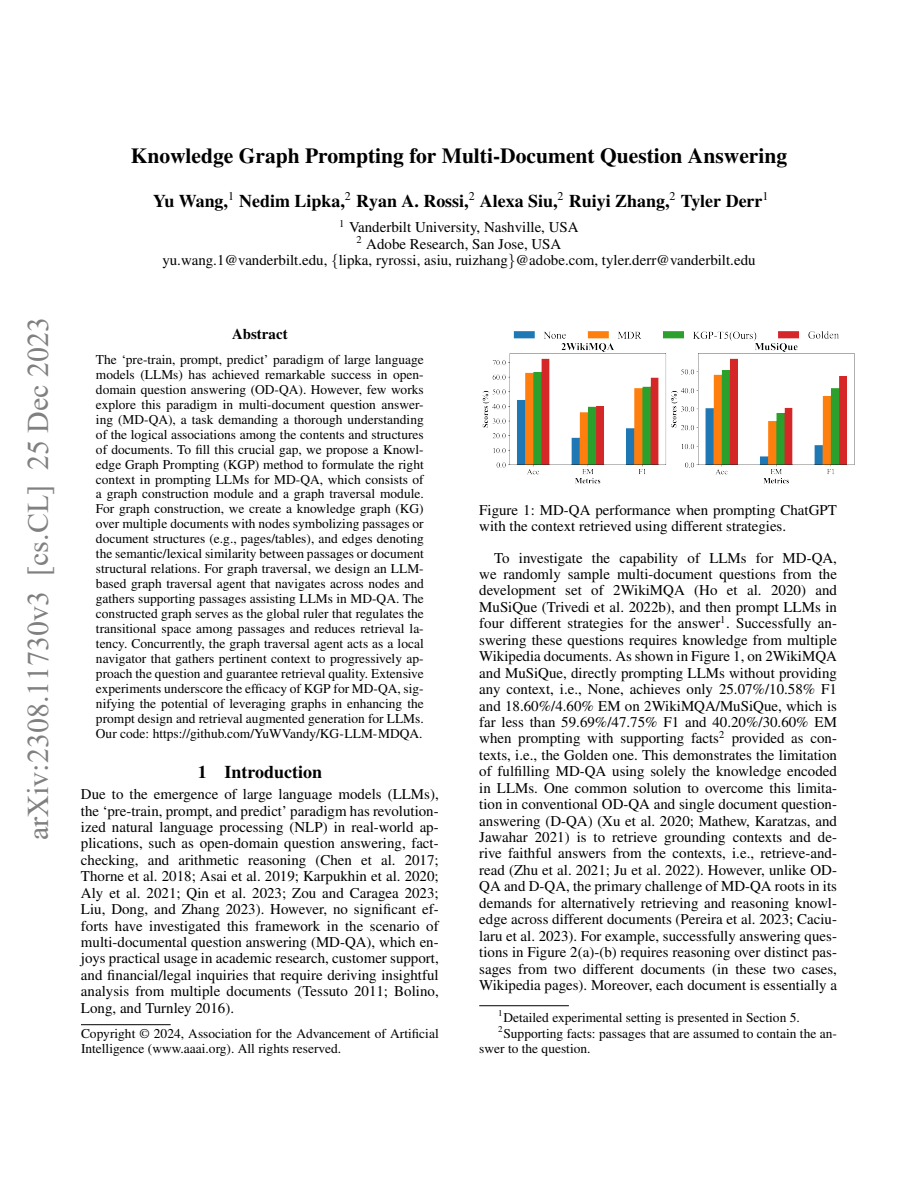 arXiv:2308.11730v3 [cs.CL] 25 Dec 2023
Knowledge Graph Prompting for Multi-Document Question Answering
Yu Wang,1 Nedim Lipka,2 Ryan A. Rossi,2 Alexa Siu,2 Ruiyi Zhang,2 Tyler Derr1
1 Vanderbilt University, Nashville, USA
2 Adobe Research, San Jose, USA
yu.wang.1@vanderbilt.edu, {lipka, ryrossi, asiu, ruizhang}@adobe.com, tyler.derr@vanderbilt.edu
Abstract
The ‘pre-train, prompt, predict’ paradigm of large language
models (LLMs) has achieved remarkable success in open-
domain question answering (OD-QA). However, few works
explore this paradigm in multi-document question answer-
ing (MD-QA), a task demanding a thorough understanding
of the logical associations among the contents and structures
of documents. To fill this crucial gap, we propose a Knowl-
edge Graph Prompting (KGP) method to formulate the right
context in prompting LLMs for MD-QA, which consists of
a graph construction module and a graph traversal module.
For graph construction, we create a knowledge graph (KG)
over multiple documents with nodes symbolizing passages or
document structures (e.g., pages/tables), and edges denoting
the semantic/lexical similarity between passages or document
structural relations. For graph traversal, we design an LLM-
based graph traversal agent that navigates across nodes and
gathers supporting passages assisting LLMs in MD-QA. The
constructed graph serves as the global ruler that regulates the
transitional space among passages and reduces retrieval la-
tency. Concurrently, the graph traversal agent acts as a local
navigator that gathers pertinent context to progressively ap-
proach the question and guarantee retrieval quality. Extensive
experiments underscore the efficacy of KGP for MD-QA, sig-
nifying the potential of leveraging graphs in enhancing the
prompt design and retrieval augmented generation for LLMs.
Our code: https://github.com/YuWVandy/KG-LLM-MDQA.
1 Introduction
Due to the emergence of large language models (LLMs),
the ‘pre-train, prompt, and predict’ paradigm has revolution-
ized natural language processing (NLP) in real-world ap-
plications, such as open-domain question answering, fact-
checking, and arithmetic reasoning (Chen et al. 2017;
Thorne et al. 2018; Asai et al. 2019; Karpukhin et al. 2020;
Aly et al. 2021; Qin et al. 2023; Zou and Caragea 2023;
Liu, Dong, and Zhang 2023). However, no significant ef-
forts have investigated this framework in the scenario of
multi-documental question answering (MD-QA), which en-
joys practical usage in academic research, customer support,
and financial/legal inquiries that require deriving insightful
analysis from multiple documents (Tessuto 2011; Bolino,
Long, and Turnley 2016).
Copyright © 2024, Association for the Advancement of Artificial
Intelligence (www.aaai.org). All rights reserved.
None MDR KGP-T5(Ours) Golden
2WikiMQA MuSiQue
70.0
60.0
50.0
40.0
30.0
20.0
10.0
0.0
Scores (%)
Acc EM F1
Metrics
50.0
40.0
30.0
20.0
10.0
0.0
Scores (%)
Acc EM F1
Metrics
Figure 1: MD-QA performance when prompting ChatGPT
with the context retrieved using different strategies.
To investigate the capability of LLMs for MD-QA,
we randomly sample multi-document questions from the
development set of 2WikiMQA (Ho et al. 2020) and
MuSiQue (Trivedi et al. 2022b), and then prompt LLMs in
four different strategies for the answer1. Successfully an-
swering these questions requires knowledge from multiple
Wikipedia documents. As shown in Figure 1, on 2WikiMQA
and MuSiQue, directly prompting LLMs without providing
any context, i.e., None, achieves only 25.07%/10.58% F1
and 18.60%/4.60% EM on 2WikiMQA/MuSiQue, which is
far less than 59.69%/47.75% F1 and 40.20%/30.60% EM
when prompting with supporting facts2 provided as con-
texts, i.e., the Golden one. This demonstrates the limitation
of fulfilling MD-QA using solely the knowledge encoded
in LLMs. One common solution to overcome this limita-
tion in conventional OD-QA and single document question-
answering (D-QA) (Xu et al. 2020; Mathew, Karatzas, and
Jawahar 2021) is to retrieve grounding contexts and de-
rive faithful answers from the contexts, i.e., retrieve-and-
read (Zhu et al. 2021; Ju et al. 2022). However, unlike OD-
QA and D-QA, the primary challenge of MD-QA roots in its
demands for alternatively retrieving and reasoning knowl-
edge across different documents (Pereira et al. 2023; Caciu-
laru et al. 2023). For example, successfully answering ques-
tions in Figure 2(a)-(b) requires reasoning over distinct pas-
sages from two different documents (in these two cases,
Wikipedia pages). Moreover, each document is essentially a
1Detailed experimental setting is presented in Section 5.
2Supporting facts: passages that are assumed to contain the an-
swer to the question.